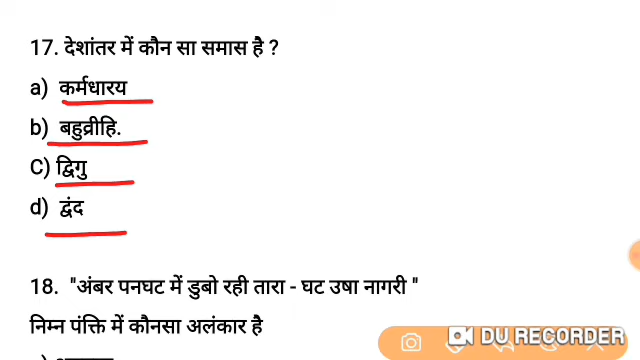 17. देशांतर में कौन सा समास है ?
a) कर्मधारय
b) बहुव्रीहि.
C) द्विगु
d) द्वंद
18. "अंबर पनघट में डुबो रही तारा - घट उषा नागरी "
निम्न पंक्ति में कौनसा अलंकार है
DU RECORDER